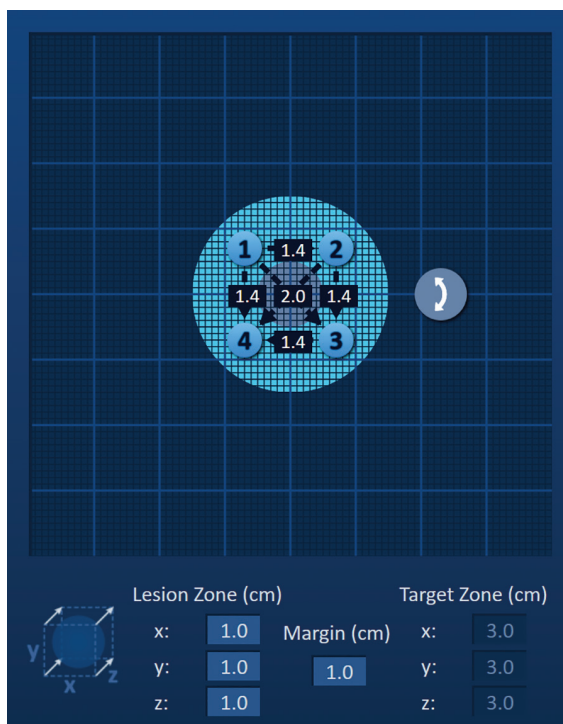 1 1.4 2
1.4 2.0 1.4
4 1.4 3
Lesion Zone (cm) Target Zone (cm)
x: 1.0 Margin (cm) x: 3.0
y: 1.0 1.0 y: 3.0
z: 1.0 z: 3.0
y
x
z